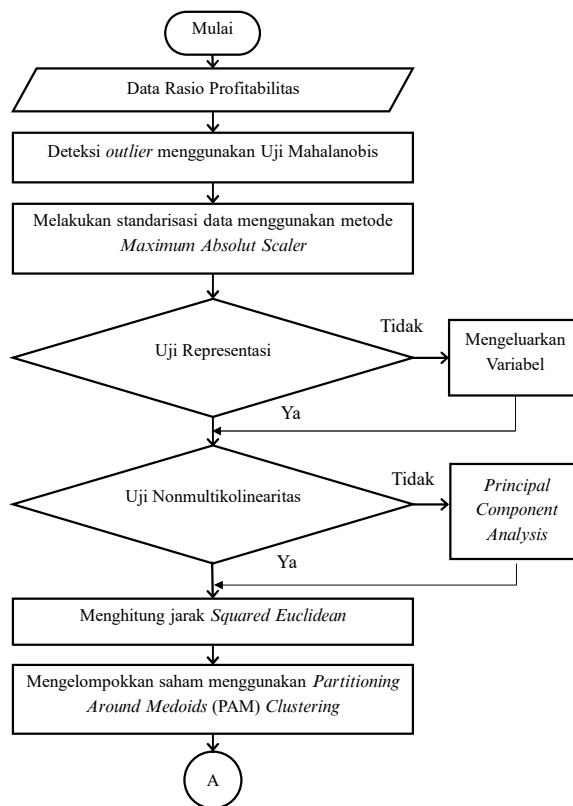 Mulai
Data Rasio Profitabilitas
Deteksi outlier menggunakan Uji Mahalanobis
Melakukan standarisasi data menggunakan metode
Maximum Absolut Scaler
Uji Representasi
Tidak
Mengeluarkan
Variabel
Ya
Uji Nonmultikolinearitas
Tidak
Principal
Component
Analysis
Ya
Menghitung jarak Squared Euclidean
Mengelompokkan saham menggunakan Partitioning
Around Medoids (PAM) Clustering
A